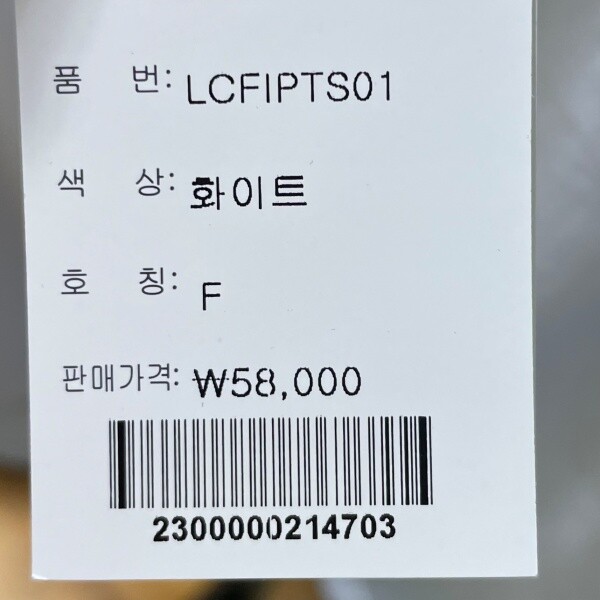 품 번: LCFIPTS01
색 상: 화이트
호 칭: F
판매가격: ₩58,000
2300000214703